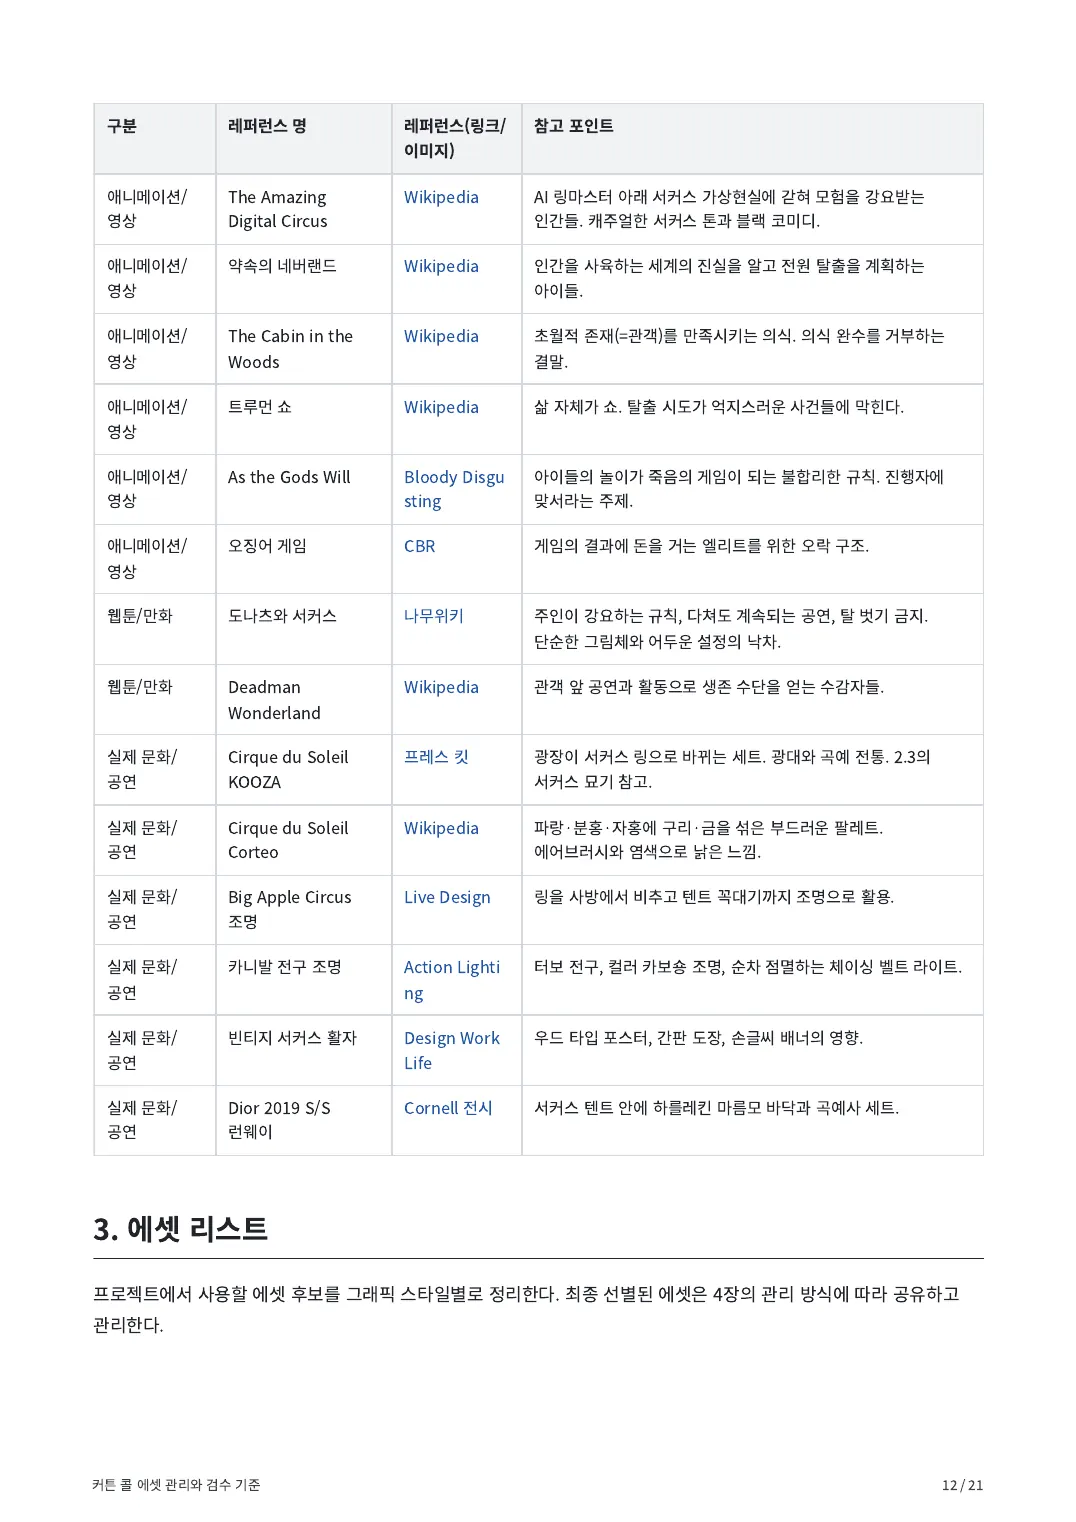 구분
레퍼런스 명
레퍼런스(링크/
이미지)
참고 포인트
애니메이션/
영상
The Amazing
Digital Circus
Wikipedia
AI 링마스터 아래 서커스 가상현실에 갇혀 모험을 강요받는
인간들. 캐주얼한 서커스 톤과 블랙 코미디.
애니메이션/
영상
약속의 네버랜드
Wikipedia
인간을 사육하는 세계의 진실을 알고 전원 탈출을 계획하는
아이들.
애니메이션/
영상
The Cabin in the
Woods
Wikipedia
초월적 존재(=관객)를 만족시키는 의식. 의식 완수를 거부하는
결말.
애니메이션/
영상
트루먼 쇼
Wikipedia
삶 자체가 쇼. 탈출 시도가 억지스러운 사건들에 막힌다.
애니메이션/
영상
As the Gods Will
Bloody Disgu
sting
아이들의 놀이가 죽음의 게임이 되는 불합리한 규칙. 진행자에
맞서라는 주제.
애니메이션/
영상
오징어 게임
CBR
게임의 결과에 돈을 거는 엘리트를 위한 오락 구조.
웹툰/만화
도나츠와 서커스
나무위키
주인이 강요하는 규칙, 다쳐도 계속되는 공연, 탈 벗기 금지.
단순한 그림체와 어두운 설정의 낙차.
웹툰/만화
Deadman
Wonderland
Wikipedia
관객 앞 공연과 활동으로 생존 수단을 얻는 수감자들.
실제 문화/
공연
Cirque du Soleil
KOOZA
프레스 킷
광장이 서커스 링으로 바뀌는 세트. 광대와 곡예 전통. 2.3의
서커스 묘기 참고.
실제 문화/
공연
Cirque du Soleil
Corteo
Wikipedia
파랑·분홍·자홍에 구리·금을 섞은 부드러운 팔레트.
에어브러시와 염색으로 낡은 느낌.
실제 문화/
공연
Big Apple Circus
조명
Live Design
링을 사방에서 비추고 텐트 꼭대기까지 조명으로 활용.
실제 문화/
공연
카니발 전구 조명
Action Lighti
ng
터보 전구, 컬러 카보숑 조명, 순차 점멸하는 체이싱 벨트 라이트.
실제 문화/
공연
빈티지 서커스 활자
Design Work
Life
우드 타입 포스터, 간판 도장, 손글씨 배너의 영향.
실제 문화/
공연
Dior 2019 S/S
런웨이
Cornell 전시
서커스 텐트 안에 하를레킨 마름모 바닥과 곡예사 세트.
3. 에셋 리스트
프로젝트에서 사용할 에셋 후보를 그래픽 스타일별로 정리한다. 최종 선별된 에셋은 4장의 관리 방식에 따라 공유하고
관리한다.
커튼 콜 에셋 관리와 검수 기준
12 / 21